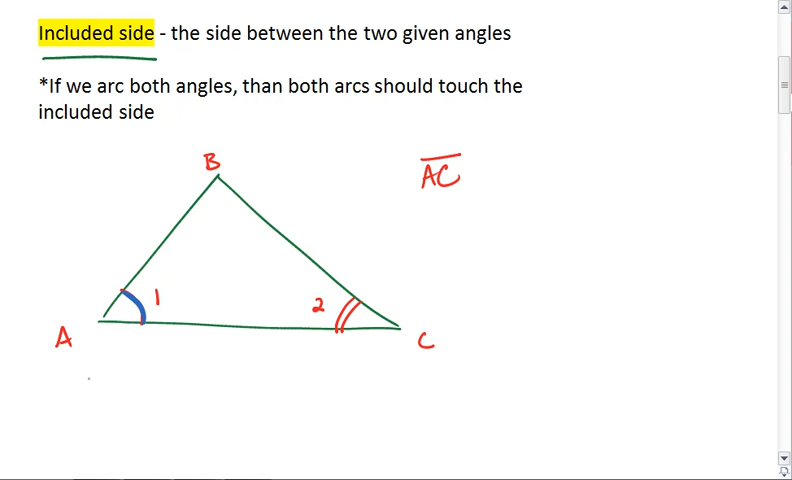 Included side - the side between the two given angles
*If we arc both angles, than both arcs should touch the
included side
B
AC
1
2
A
C